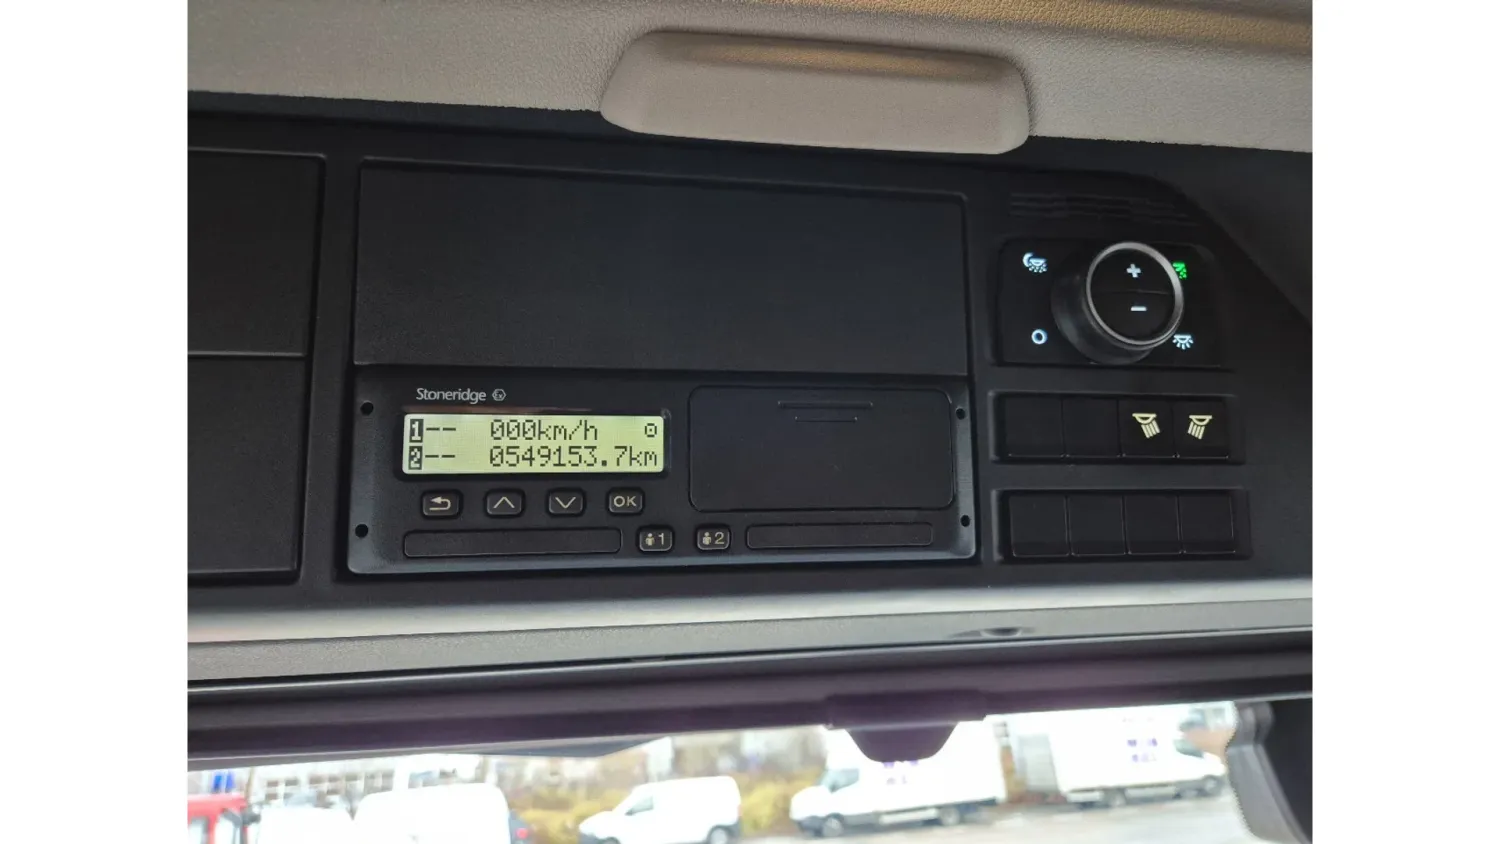 Stoneridge
1-- 000km/h
2-- 0549153.7km
OK
1
2
+
-